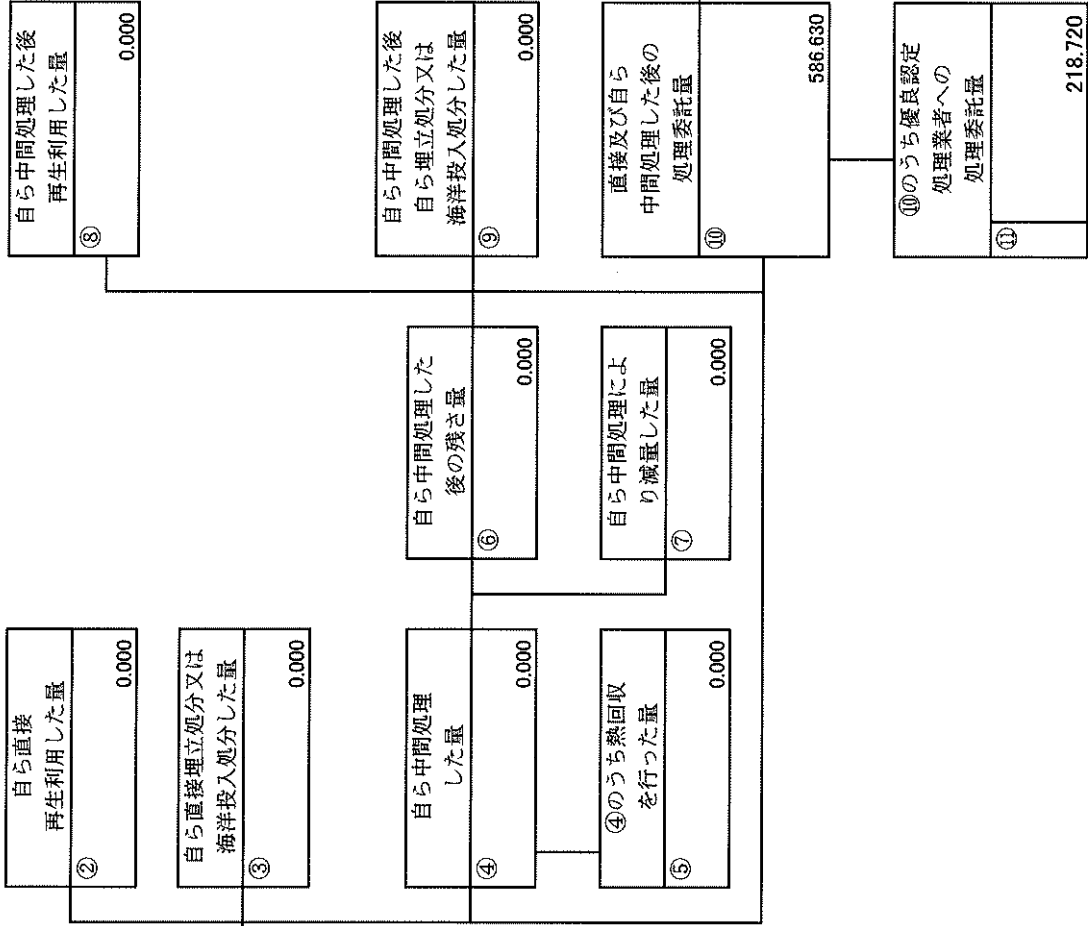 自ら直接
再生利用した量
②
0.000
自ら直接埋立処分又は
海洋投入処分した量
③
0.000
自ら中間処理
した量
④
0.000
④のうち熱回収
を行った量
⑤
0.000
自ら中間処理した
後の残さ量
⑥
0.000
自ら中間処理によ
り減量した量
⑦
0.000
自ら中間処理した後
再生利用した量
⑧
0.000
自ら中間処理した後
自ら埋立処分又は
海洋投入処分した量
⑨
0.000
直接及び自ら
中間処理した後の
処理委託量
⑩
586.630
⑩のうち優良認定
処理業者への
処理委託量
⑪
218.720